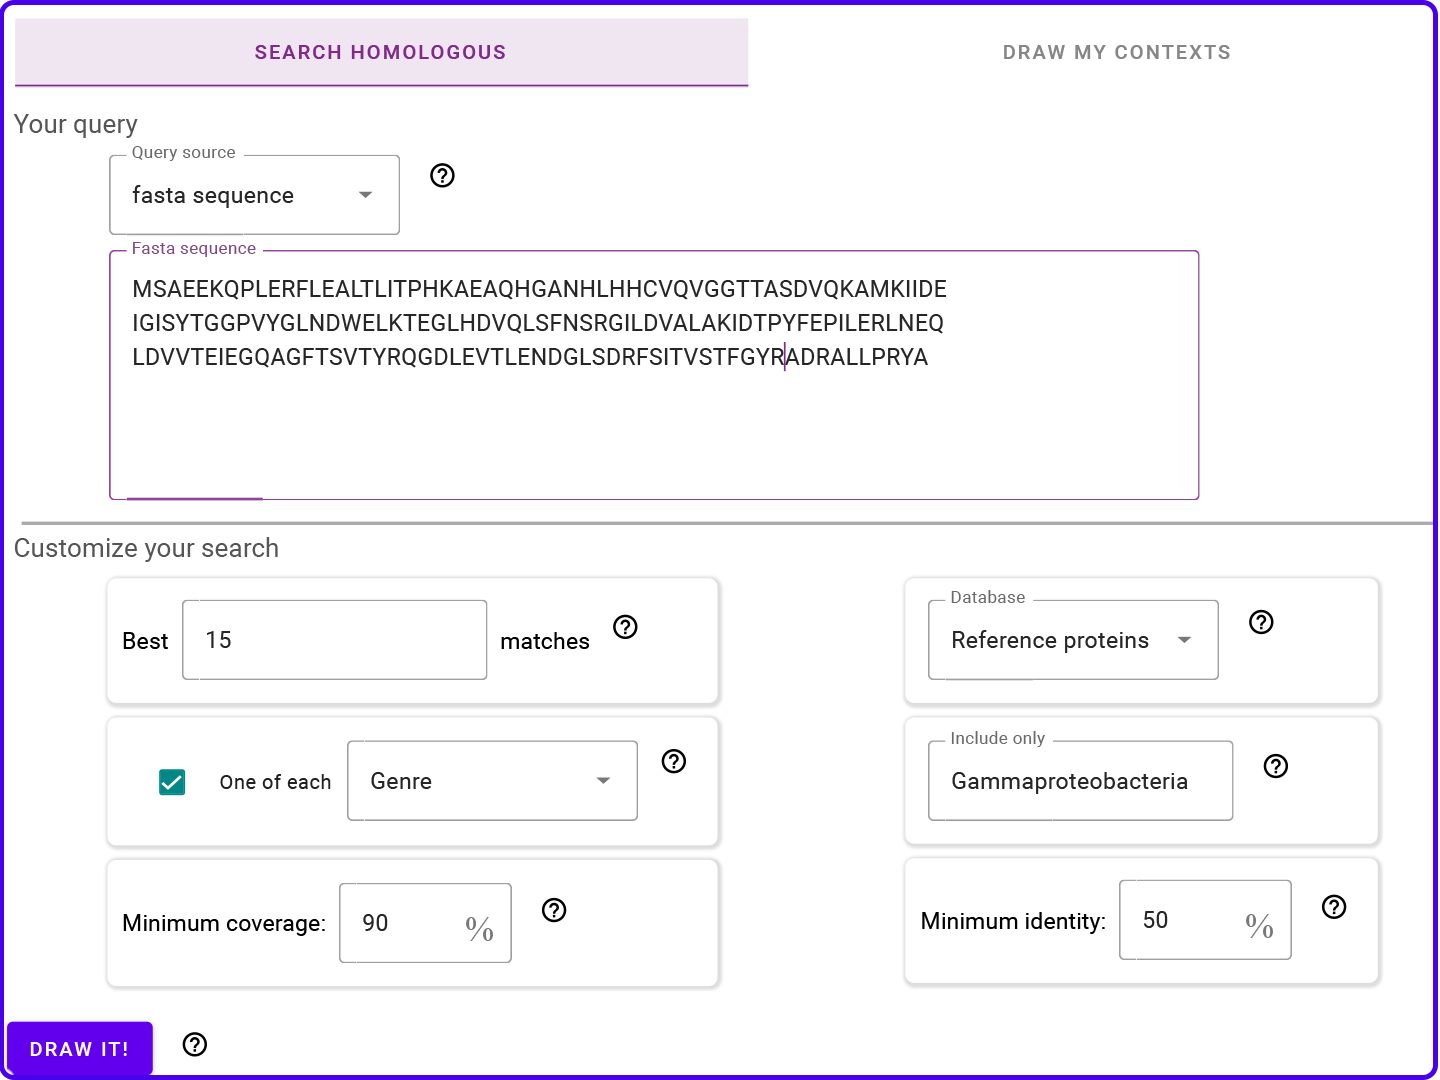 SEARCH HOMOLOGOUS
DRAW MY CONTEXTS
Your query
Query source
fasta sequence
Fasta sequence
MSAEEKQPLERFLEALTLITPHKAEAQHGANHLHHCVQVGGTTASDVQKAMKIIDE
IGISYTGGPVYGLNDWELKTEGLHDVQLSFNSRGILDVALAKIDTPYFEPILERLNEQ
LDVVTEIEGQAGFTSVTYRQGDLEVTLENDGLSDRFSITVSTFGYRADRALLPRYA
Customize your search
Best 15 matches
Database
Reference proteins
One of each Genre
Include only
Gammaproteobacteria
Minimum coverage: 90 %
Minimum identity: 50 %
DRAW IT!